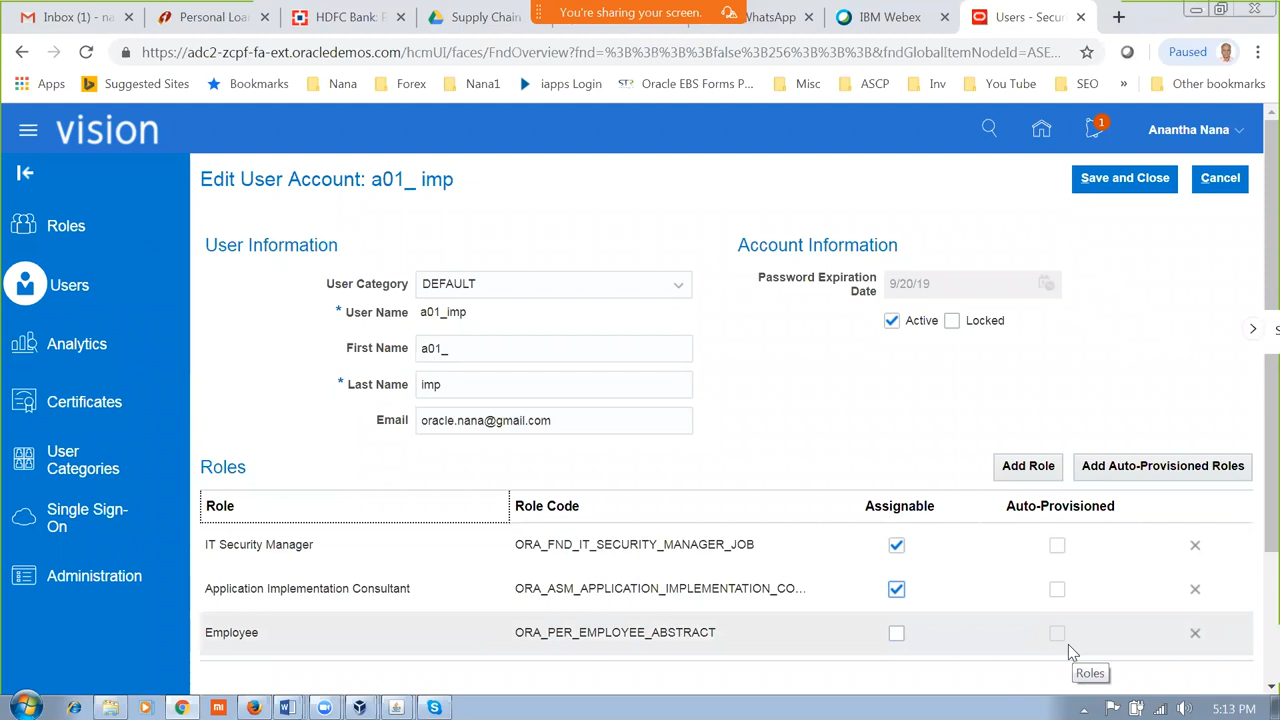 Inbox (1) - na
Personal Loa
HDFC Bank: E
Supply Chain
You're sharing your screen.
WhatsApp
IBM Webex
Users - Secur
Paused
https://adc2-zcpf-fa-ext.oracledemos.com/hcmUI/faces/FndOverview?fnd=%3B%3B%3B%3Bfalse%3B256%3B%3B%3B&fndGlobalItemNodeId=ASE...
Apps
Suggested Sites
Bookmarks
Nana
Forex
Nana1
iapps Login
Oracle EBS Forms P...
Misc
ASCP
Inv
You Tube
SEO
»
Other bookmarks
vision
1
Anantha Nana
Roles
Users
Analytics
Certificates
User
Categories
Single Sign-
On
Administration
Edit User Account: a01_ imp
Save and Close
Cancel
User Information
User Category DEFAULT
* User Name a01_imp
First Name a01_
* Last Name imp
Email oracle.nana@gmail.com
Account Information
Password Expiration
Date 9/20/19
Active Locked
S
Roles
Add Role
Add Auto-Provisioned Roles
Role Role Code Assignable Auto-Provisioned
IT Security Manager ORA_FND_IT_SECURITY_MANAGER_JOB
Application Implementation Consultant ORA_ASM_APPLICATION_IMPLEMENTATION_CO...
Employee ORA_PER_EMPLOYEE_ABSTRACT
Roles
5:13 PM